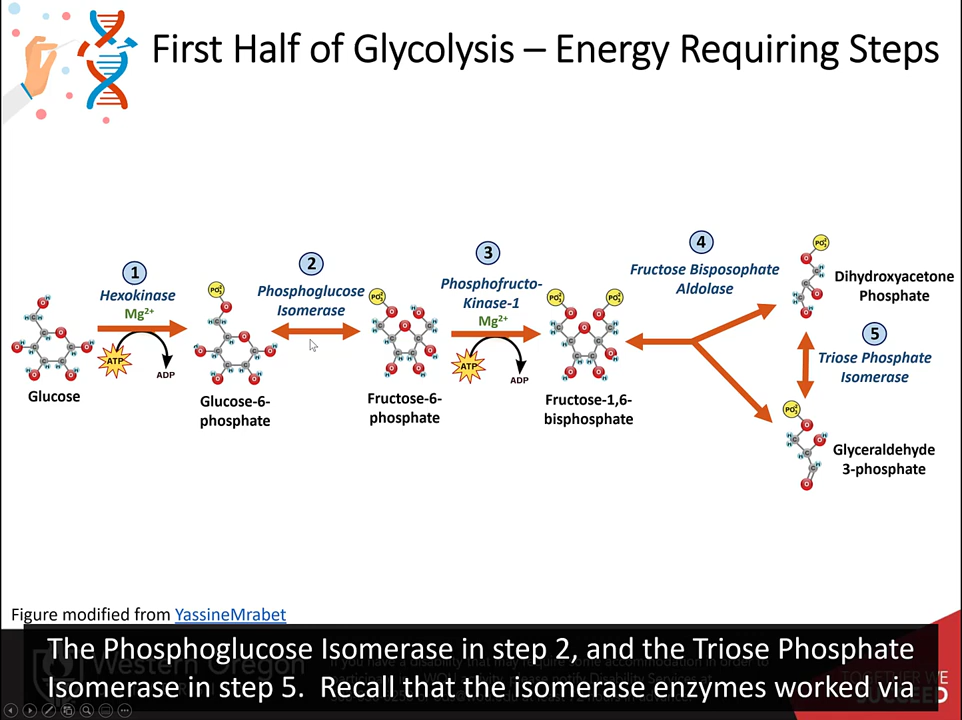 First Half of Glycolysis – Energy Requiring Steps
1
Hexokinase
Mg2+
ATP
ADP
Glucose
2
Phosphoglucose
Isomerase
Glucose-6-
phosphate
3
Phosphofructo-
Kinase-1
Mg2+
ATP
ADP
Fructose-6-
phosphate
Fructose-1,6-
bisphosphate
4
Fructose Bisposophate
Aldolase
Dihydroxyacetone
Phosphate
5
Triose Phosphate
Isomerase
Glyceraldehyde
3-phosphate
Figure modified from YassineMrabet
The Phosphoglucose Isomerase in step 2, and the Triose Phosphate
Isomerase in step 5.  Recall that the isomerase enzymes worked via